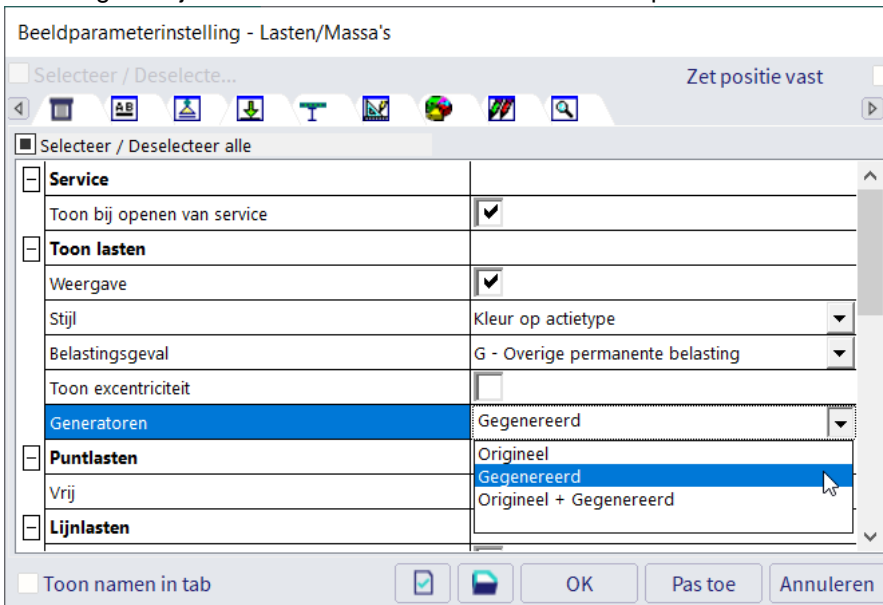 Beeldparameterinstelling - Lasten/Massa's
Selecteer / Deselecte...
Zet positie vast
AB
Selecteer / Deselecteer alle
Service
Toon bij openen van service
Toon lasten
Weergave
Stijl Kleur op actietype
Belastingsgeval G - Overige permanente belasting
Toon excentriciteit
Generatoren Gegenereerd
Origineel
Puntlasten
Gegenereerd
Vrij
Origineel + Gegenereerd
Lijnlasten
Toon namen in tab OK Pas toe Annuleren